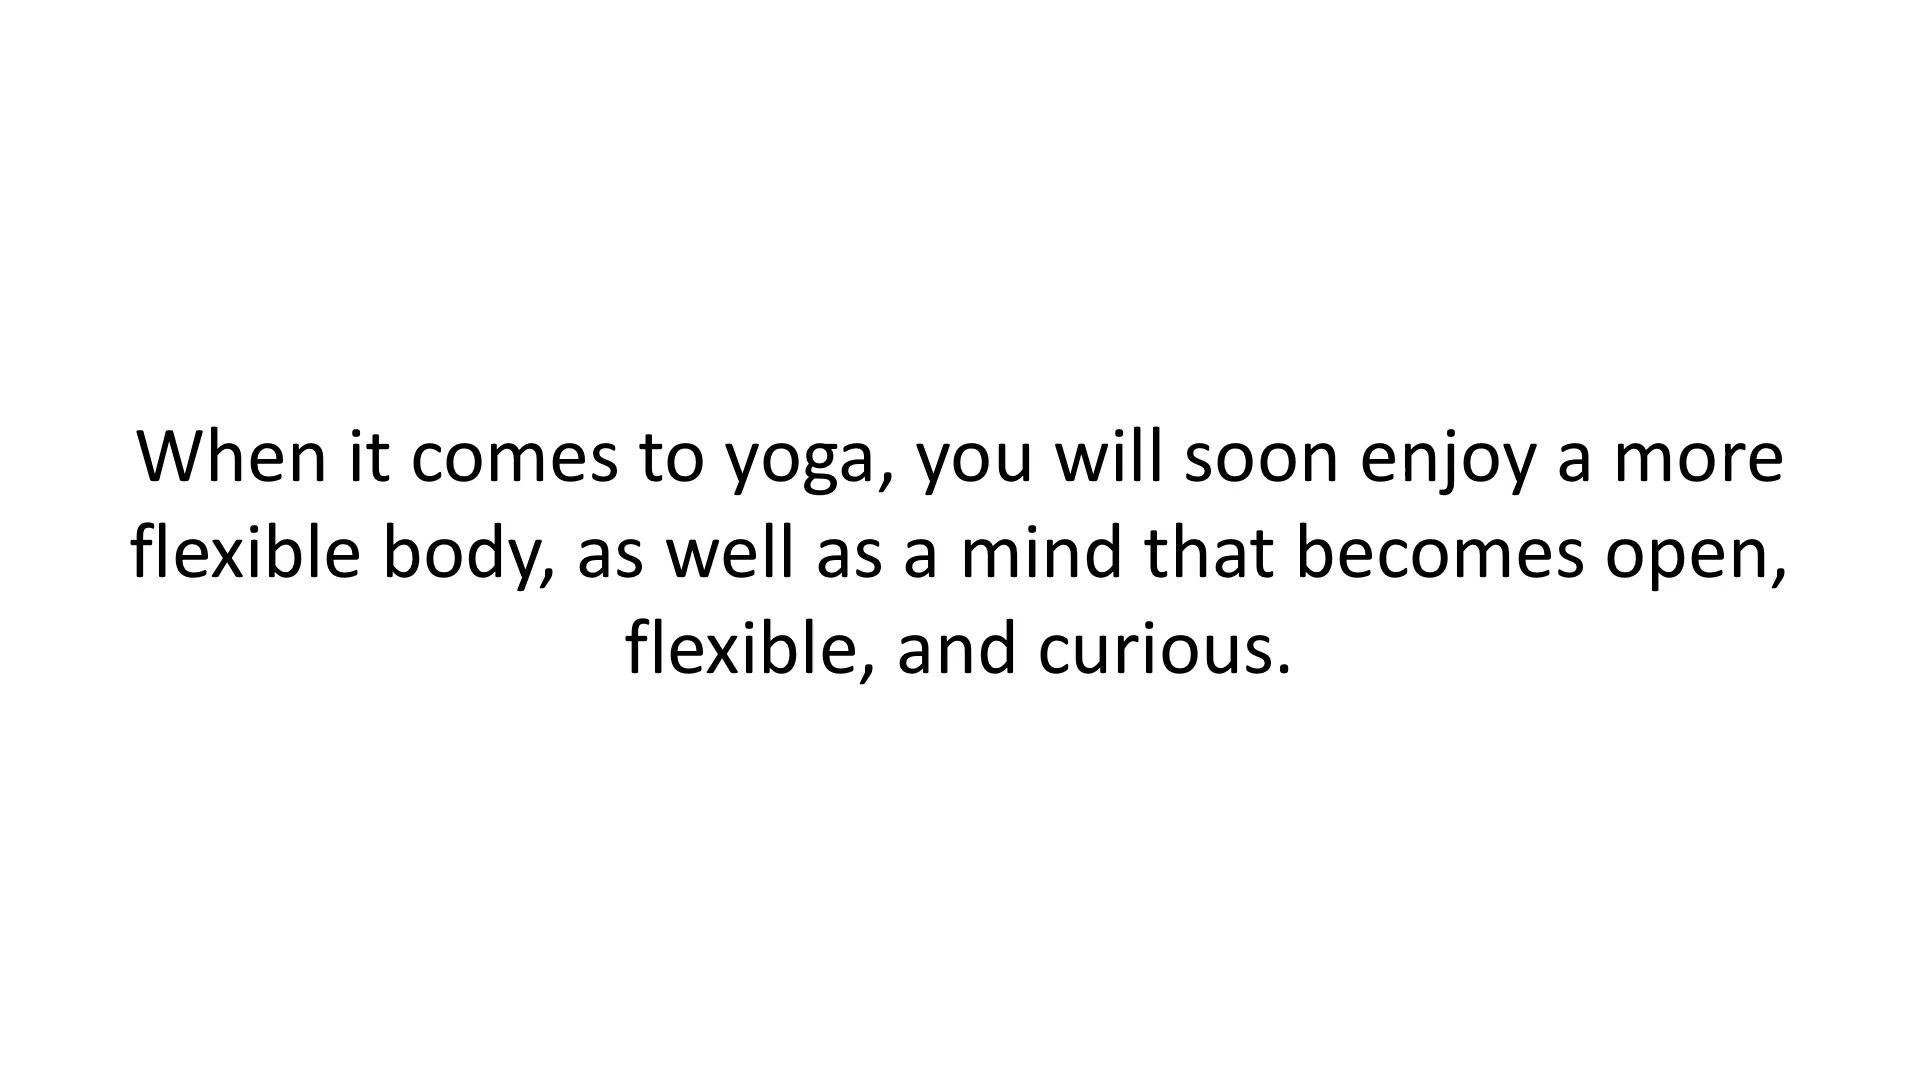 When it comes to yoga, you will soon enjoy a more
flexible body, as well as a mind that becomes open,
flexible, and curious.